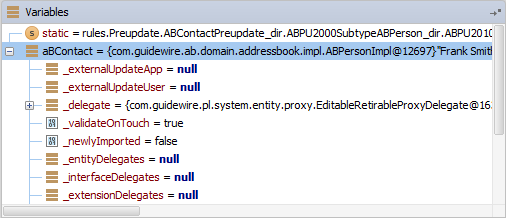 Variables
static = rules.Preupdate.ABContactPreupdate_dir.ABPU2000SubtypeABPerson_dir.ABPU2010
aBContact = {com.guidewire.ab.domain.addressbook.impl.ABPersonImpl@12697}"Frank Smith
_externalUpdateApp = null
_externalUpdateUser = null
_delegate = {com.guidewire.pl.system.entity.proxy.EditableRetirableProxyDelegate@163
_validateOnTouch = true
_newlyImported = false
_entityDelegates = null
_interfaceDelegates = null
_extensionDelegates = null